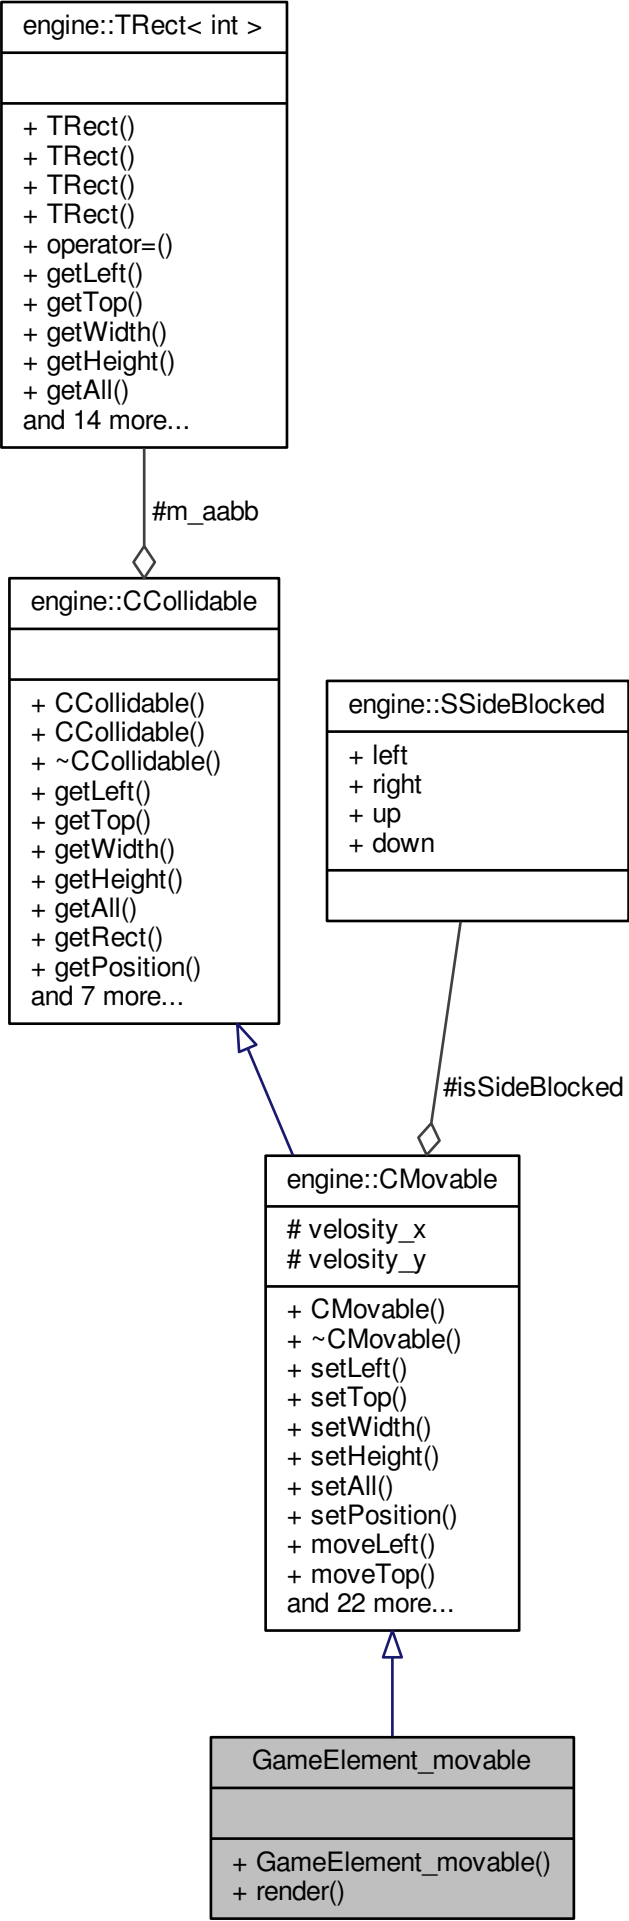 engine::TRect< int >
+ TRect()
+ TRect()
+ TRect()
+ TRect()
+ operator=()
+ getLeft()
+ getTop()
+ getWidth()
+ getHeight()
+ getAll()
and 14 more...
#m_aabb
engine::CCollidable
+ CCollidable()
+ CCollidable()
+ ~CCollidable()
+ getLeft()
+ getTop()
+ getWidth()
+ getHeight()
+ getAll()
+ getRect()
+ getPosition()
and 7 more...
engine::SSideBlocked
+ left
+ right
+ up
+ down
#isSideBlocked
engine::CMovable
# velosity_x
# velosity_y
+ CMovable()
+ ~CMovable()
+ setLeft()
+ setTop()
+ setWidth()
+ setHeight()
+ setAll()
+ setPosition()
+ moveLeft()
+ moveTop()
and 22 more...
GameElement_movable
+ GameElement_movable()
+ render()